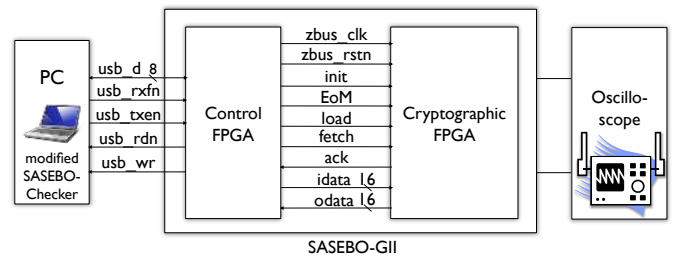 PC
modified
SASEBO-
Checker
usb_d 8
usb_rxfn
usb_txen
usb_rdn
usb_wr
Control
FPGA
zbus_clk
zbus_rstn
init
EoM
load
fetch
ack
idata 16
odata 16
Cryptographic
FPGA
Oscillo-
scope
SASEBO-GII